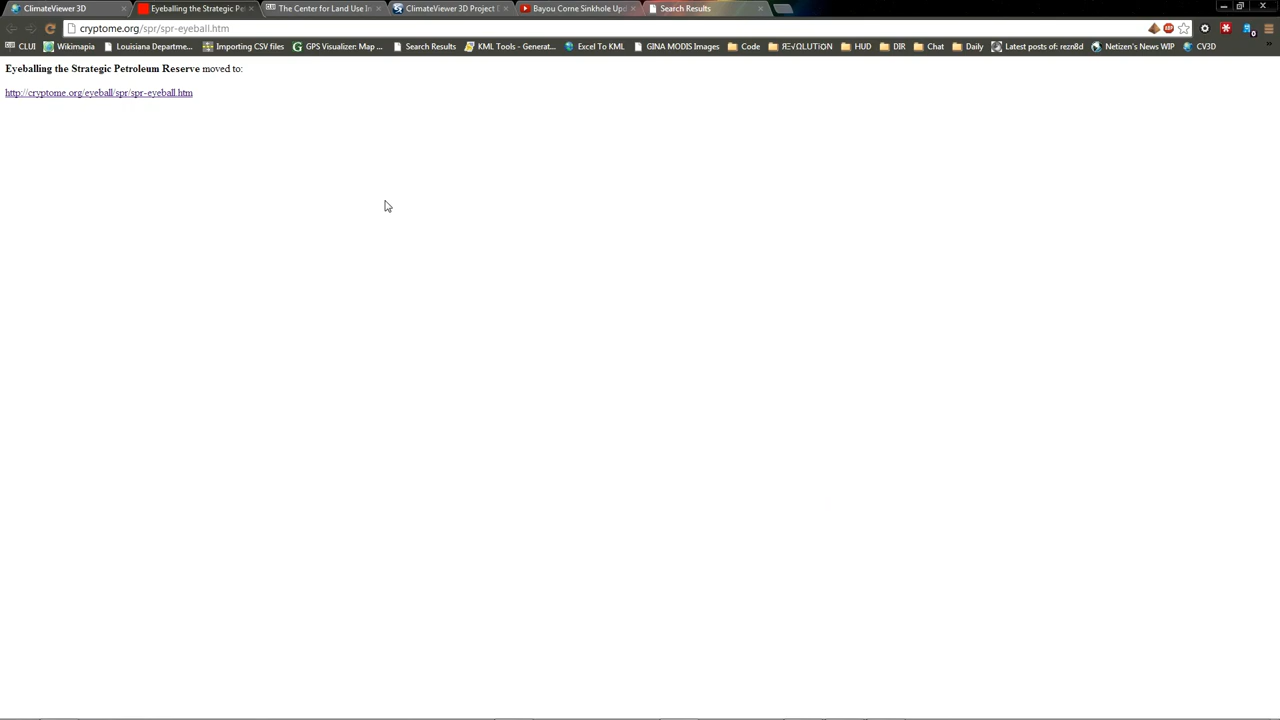 ClimateViewer 3D
Eyeballing the Strategic Pet
The Center for Land Use In
ClimateViewer 3D Project
Bayou Corne Sinkhole Upd
Search Results
cryptome.org/spr/spr-eyeball.htm
CLUI
Wikimapia
Louisiana Departme...
Importing CSV files
GPS Visualizer: Map ...
Search Results
KML Tools - Generat...
Excel To KML
GINA MODIS Images
Code
HUD
DIR
Chat
Daily
Latest posts of: rezn8d
Netizen's News WIP
CV3D
»
Eyeballing the Strategic Petroleum Reserve moved to:
http://cryptome.org/eyeball/spr/spr-eyeball.htm